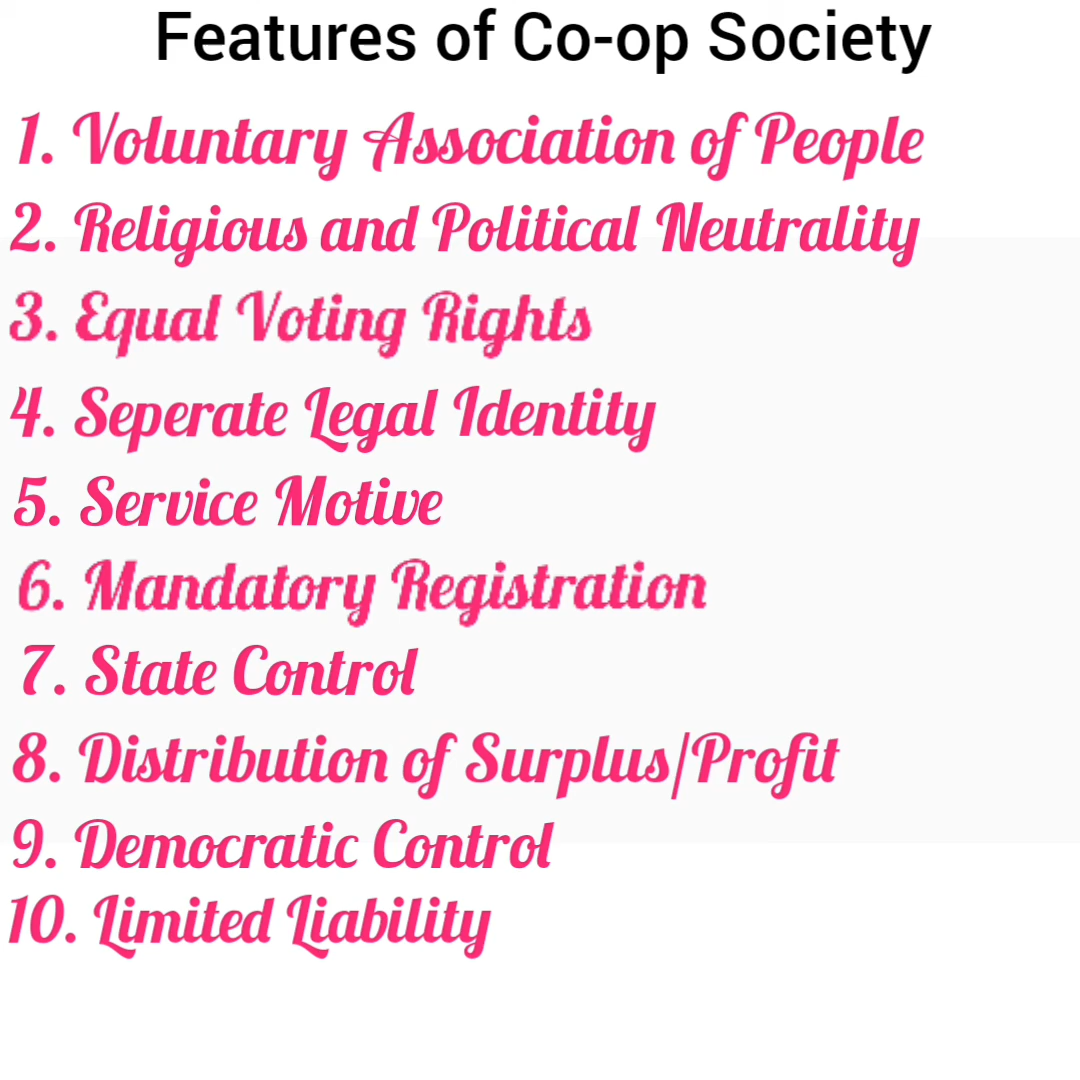 Features of Co-op Society
1. Voluntary Association of People
2. Religious and Political Neutrality
3. Equal Voting Rights
4. Seperate Legal Identity
5. Service Motive
6. Mandatory Registration
7. State Control
8. Distribution of Surplus/Profit
9. Democratic Control
10. Limited Liability